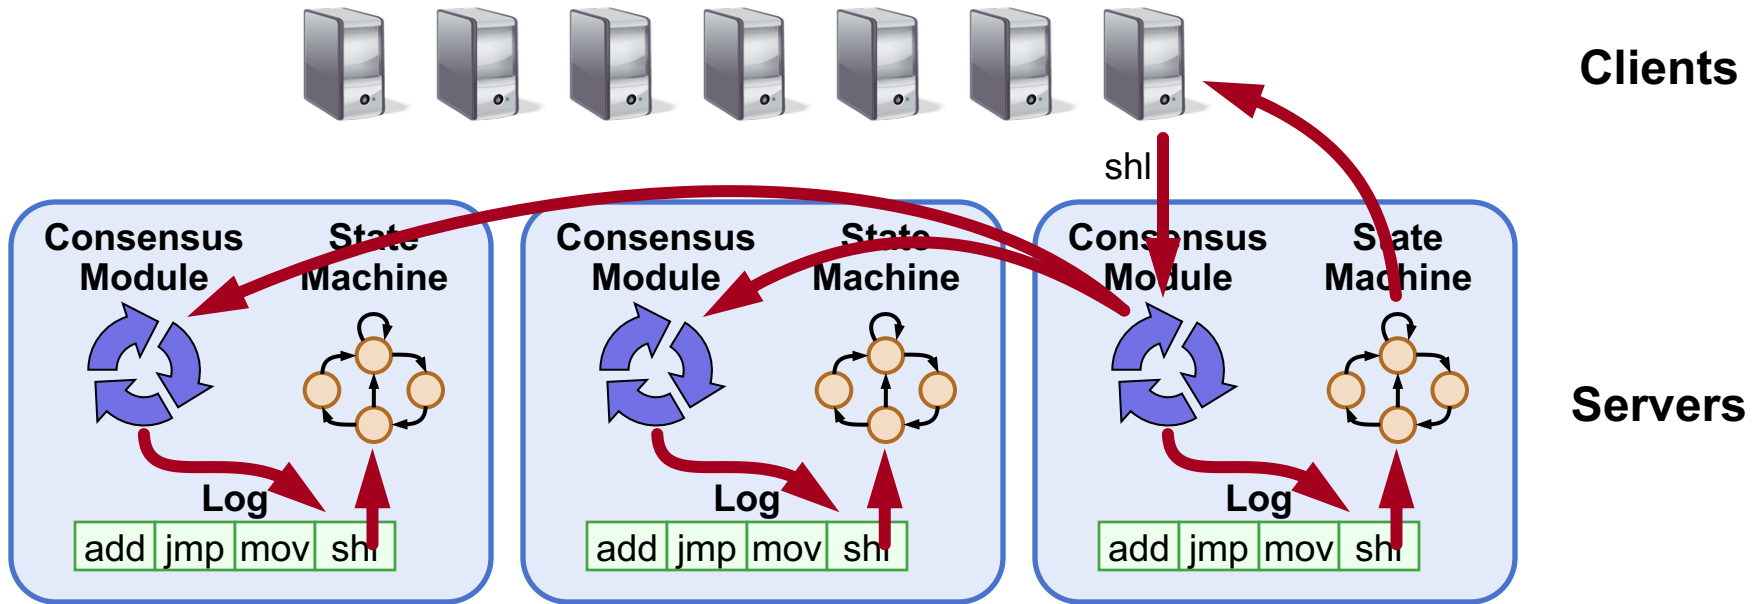 Clients
shl
Consensus
Module
State
Machine
Consensus
Module
State
Machine
Consensus
Module
State
Machine
Servers
Log
add jmp mov shl
Log
add jmp mov shl
Log
add jmp mov shl